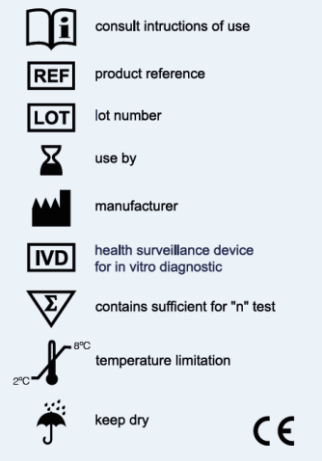 i consult intructions of use
REF product reference
LOT lot number
use by
manufacturer
IVD health surveillance device
for in vitro diagnostic
Σ contains sufficient for "n" test
8ºC
temperature limitation
2ºC
keep dry
CE